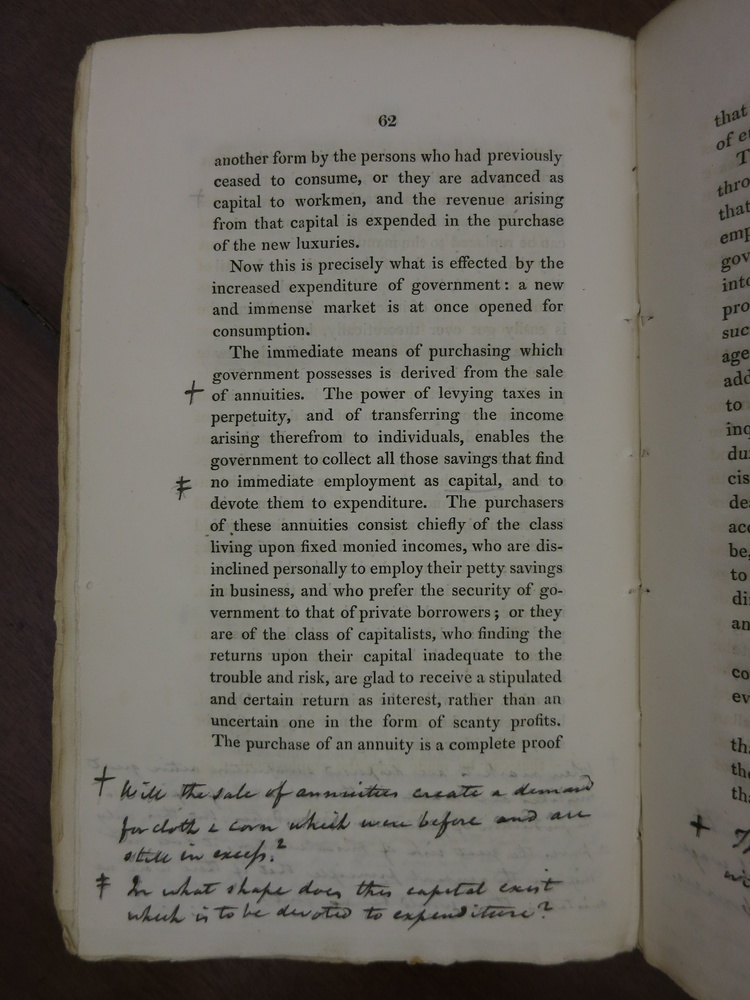 62
another form by the persons who had previously
ceased to consume, or they are advanced as
capital to workmen, and the revenue arising
from that capital is expended in the purchase
of the new luxuries.
Now this is precisely what is effected by the
increased expenditure of government: a new
and immense market is at once opened for
consumption.
The immediate means of purchasing which
government possesses is derived from the sale
+ of annuities. The power of levying taxes in
perpetuity, and of transferring the income
arising therefrom to individuals, enables the
government to collect all those savings that find
‡ no immediate employment as capital, and to
devote them to expenditure. The purchasers
of these annuities consist chiefly of the class
living upon fixed monied incomes, who are dis-
inclined personally to employ their petty savings
in business, and who prefer the security of go-
vernment to that of private borrowers; or they
are of the class of capitalists, who finding the
returns upon their capital inadequate to the
trouble and risk, are glad to receive a stipulated
and certain return as interest, rather than an
uncertain one in the form of scanty profits.
The purchase of an annuity is a complete proof
+ Will the sale of annuities create a demand
for cloth & corn which were before and are
still in excess?
‡ In what shape does this capital exist
which is to be devoted to expenditure?
that
of e
T
thro
that
emp
gov
into
pro
suc
age
add
to
inc
du
cis
de
acc
be,
to
di
an
co
ev
th
the
th
+